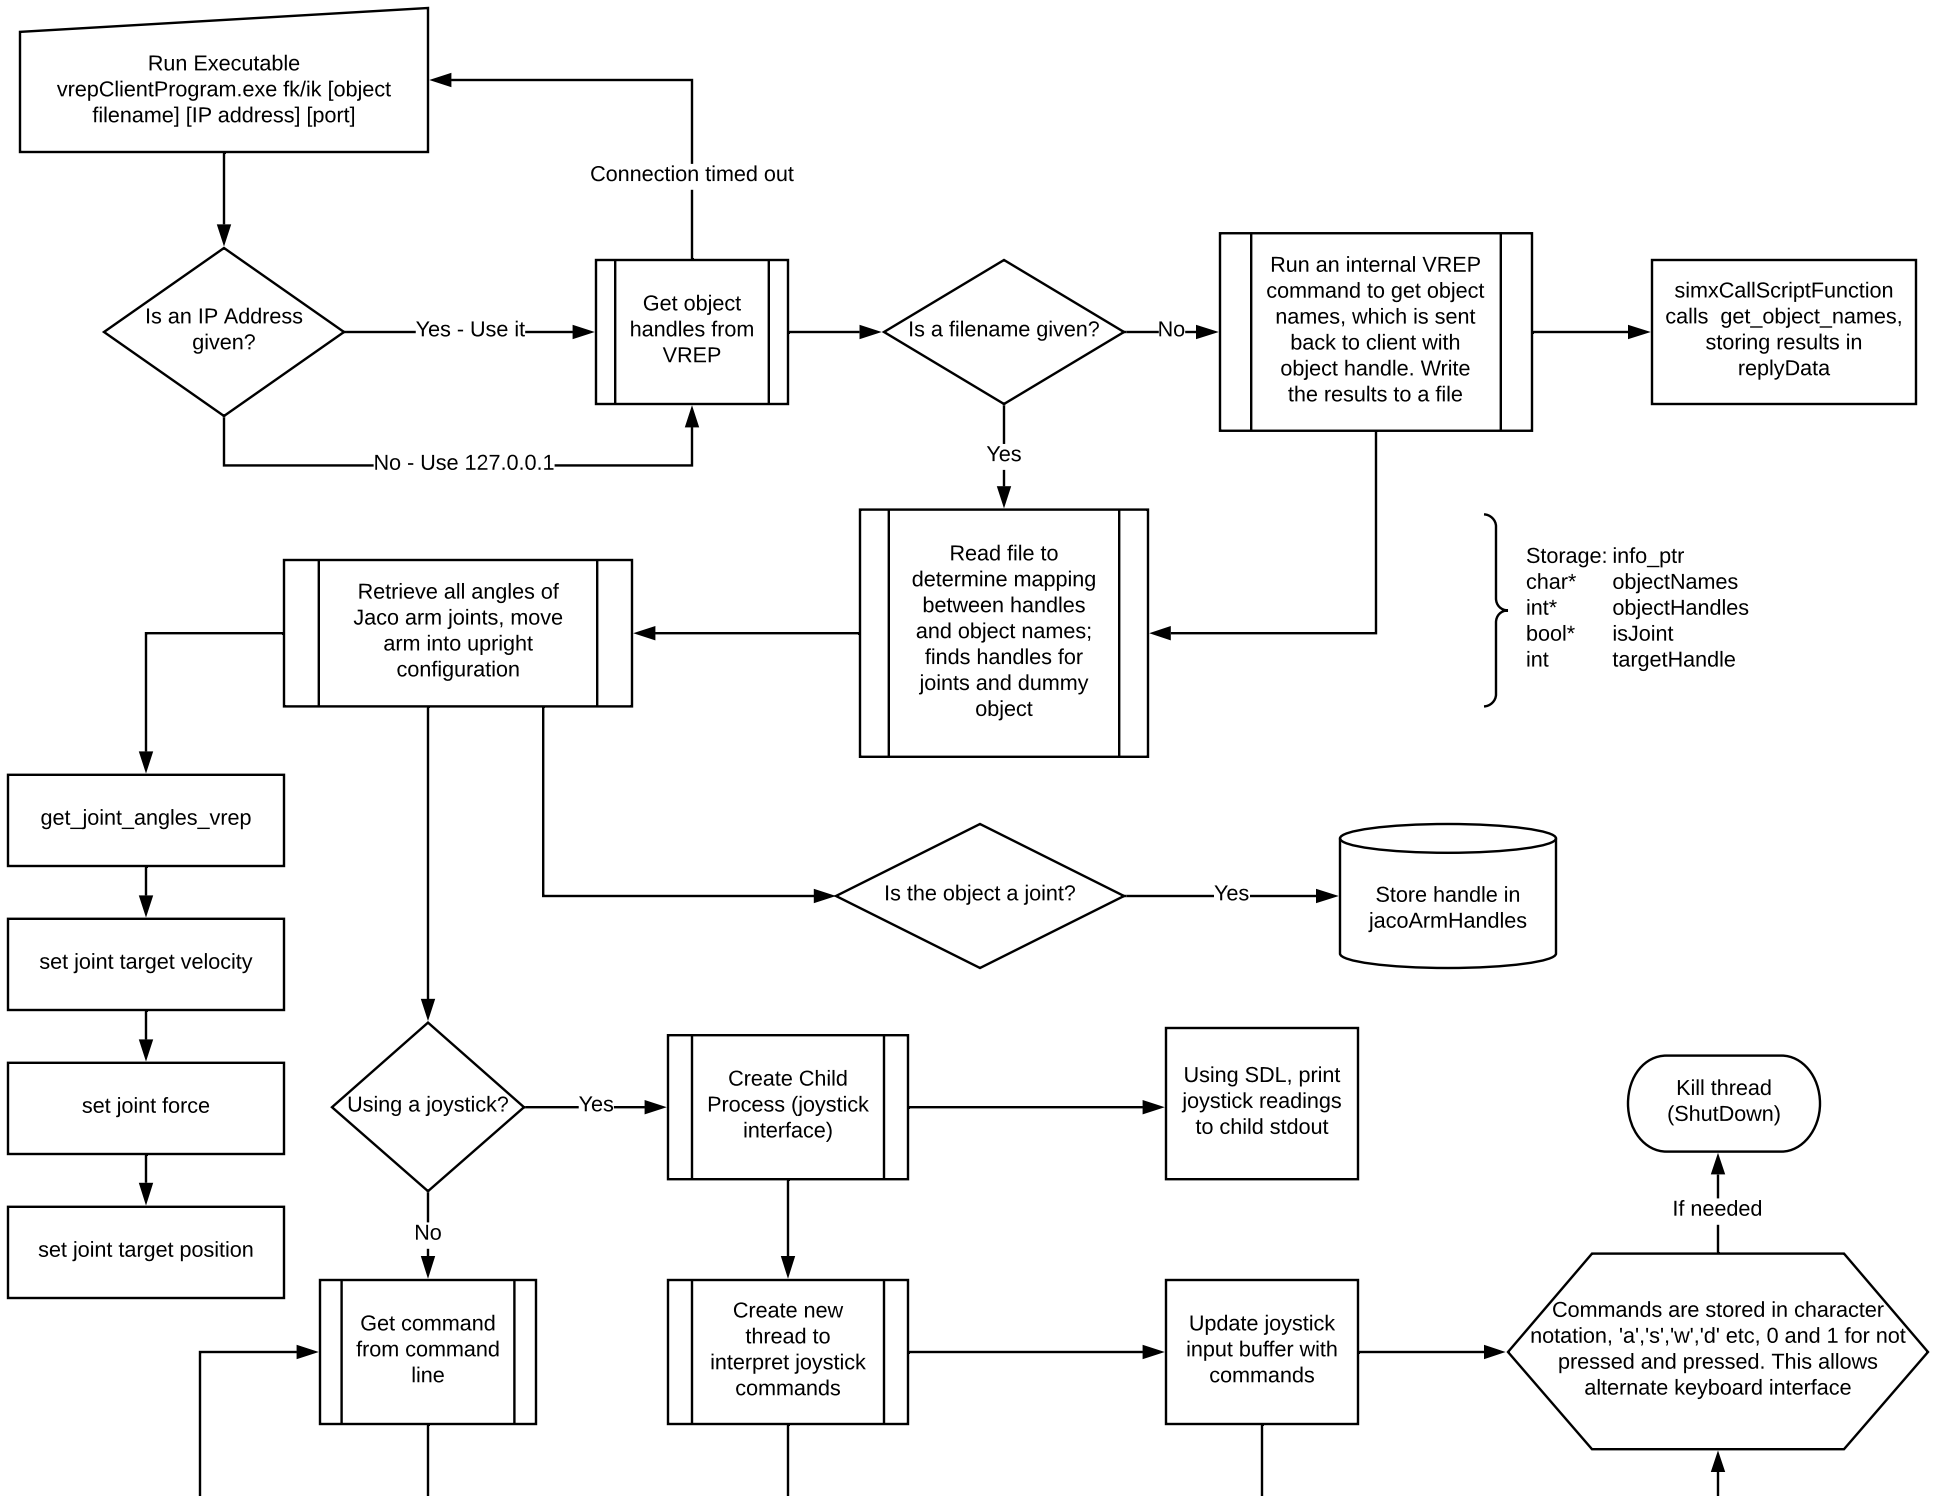 Run Executable
vrepClientProgram.exe fk/ik [object
filename] [IP address] [port]
Connection timed out
Is an IP Address
given?
Yes - Use it
No - Use 127.0.0.1
Get object
handles from
VREP
Is a filename given?
No
Yes
Run an internal VREP
command to get object
names, which is sent
back to client with
object handle. Write
the results to a file
simxCallScriptFunction
calls  get_object_names,
storing results in
replyData
Retrieve all angles of
Jaco arm joints, move
arm into upright
configuration
Read file to
determine mapping
between handles
and object names;
finds handles for
joints and dummy
object
Storage: info_ptr
char* objectNames
int* objectHandles
bool* isJoint
int targetHandle
get_joint_angles_vrep
set joint target velocity
set joint force
set joint target position
Is the object a joint?
Yes
Store handle in
jacoArmHandles
Using a joystick?
Yes
No
Create Child
Process (joystick
interface)
Using SDL, print
joystick readings
to child stdout
Kill thread
(ShutDown)
If needed
Get command
from command
line
Create new
thread to
interpret joystick
commands
Update joystick
input buffer with
commands
Commands are stored in character
notation, 'a','s','w','d' etc, 0 and 1 for not
pressed and pressed. This allows
alternate keyboard interface